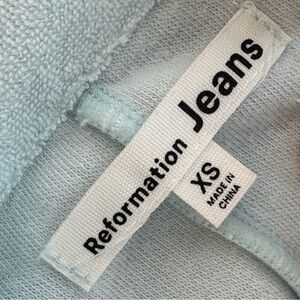 Reformation Jeans
XS
MADE IN
CHINA